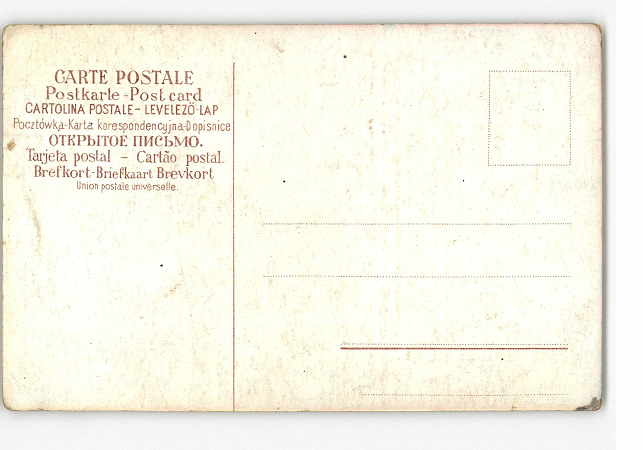 CARTE POSTALE
Postkarte-Post card
CARTOLINA POSTALE-LEVELEZŐ-LAP
Pocztówka-Karta korespondencyjna-Dopisnice
ОТКРЫТОЕ ПИСЬМО.
Tarjeta postal - Cartão postal.
Brefkort-Briefkaart Brevkort
Union postale universelle.